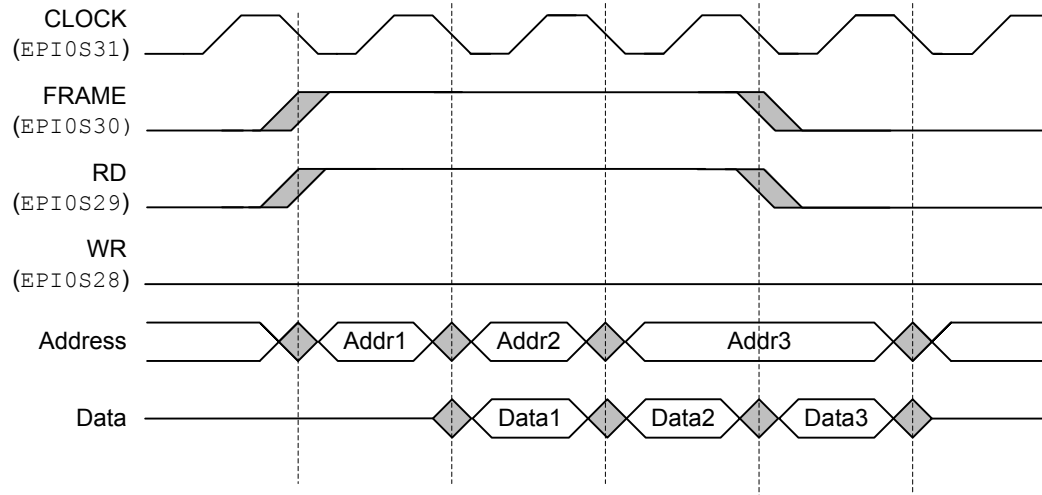 CLOCK
(EPI0S31)
FRAME
(EPI0S30)
RD
(EPI0S29)
WR
(EPI0S28)
Address Addr1 Addr2 Addr3
Data Data1 Data2 Data3